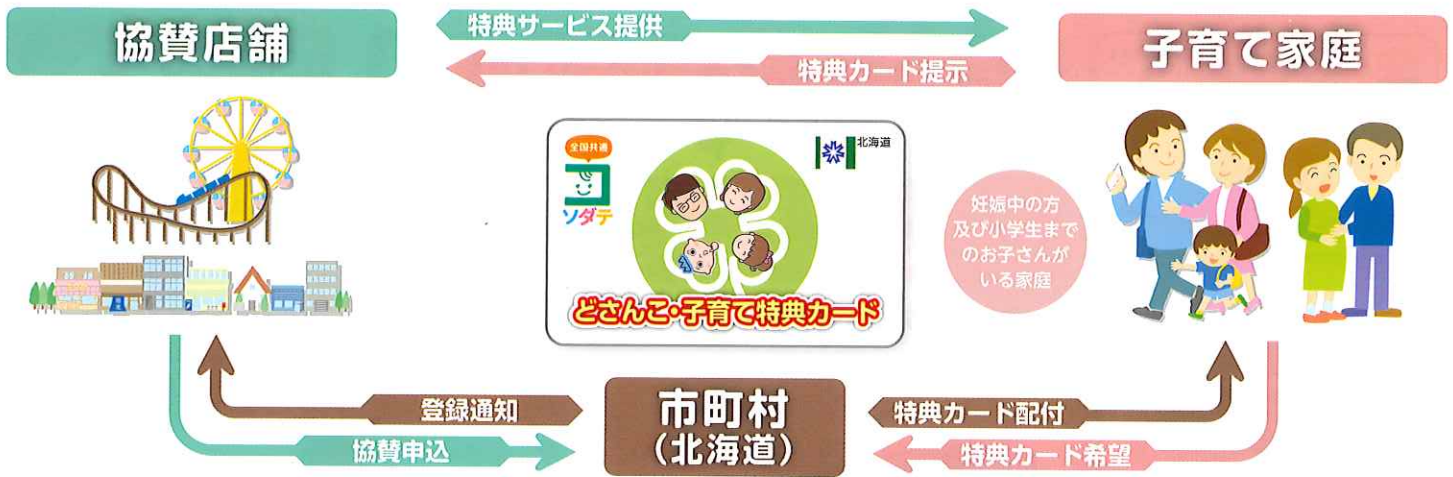 協賛店舗
特典サービス提供
特典カード提示
子育て家庭
全国共通
コ
ソダテ
北海道
どさんこ・子育て特典カード
妊娠中の方
及び小学生まで
のお子さんが
いる家庭
登録通知
協賛申込
市町村
（北海道）
特典カード配付
特典カード希望